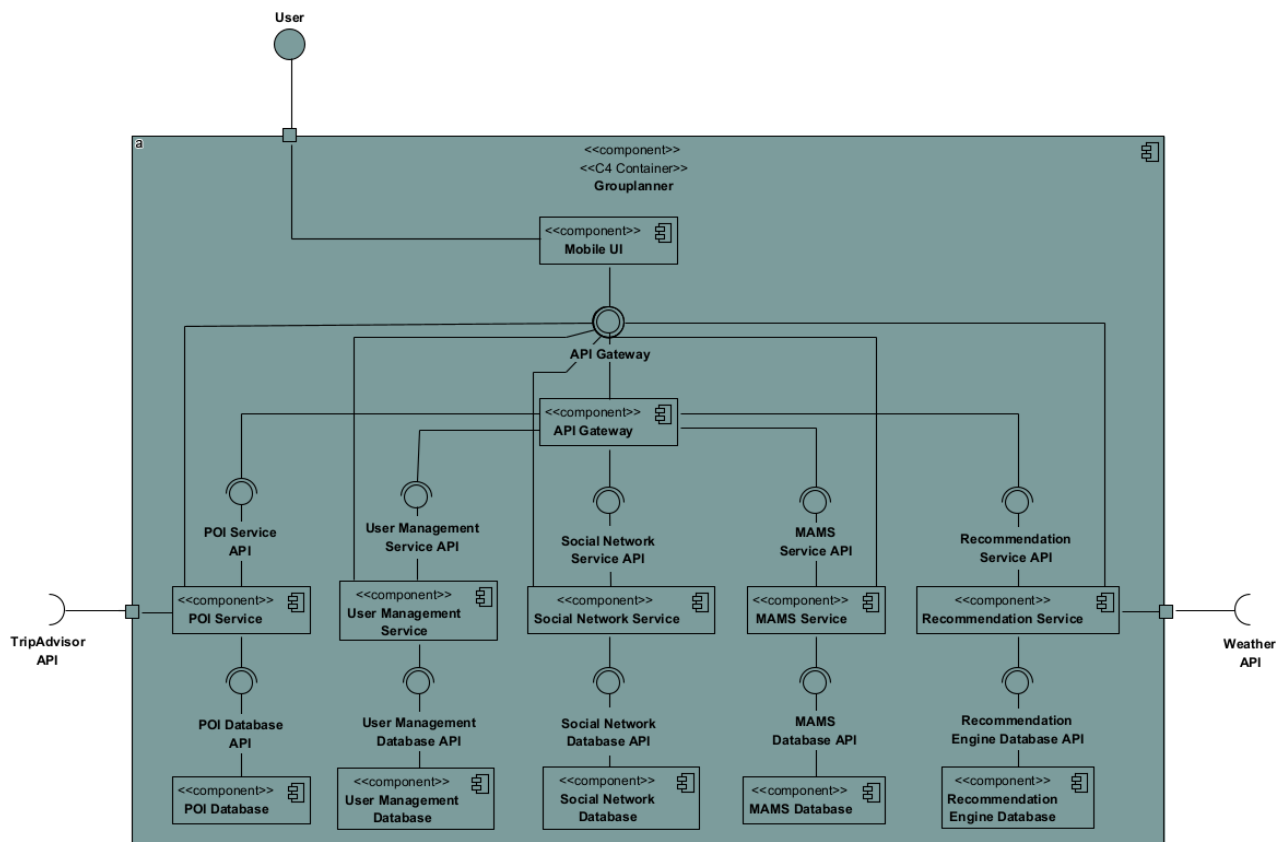 User
a
<<component>>
<<C4 Container>>
Grouplanner
<<component>>
Mobile UI
API Gateway
<<component>>
API Gateway
POI Service
API
User Management
Service API
Social Network
Service API
MAMS
Service API
Recommendation
Service API
TripAdvisor
API
<<component>>
POI Service
<<component>>
User Management
Service
<<component>>
Social Network Service
<<component>>
MAMS Service
<<component>>
Recommendation Service
Weather
API
POI Database
API
User Management
Database API
Social Network
Database API
MAMS
Database API
Recommendation
Engine Database API
<<component>>
POI Database
<<component>>
User Management
Database
<<component>>
Social Network
Database
<<component>>
MAMS Database
<<component>>
Recommendation
Engine Database